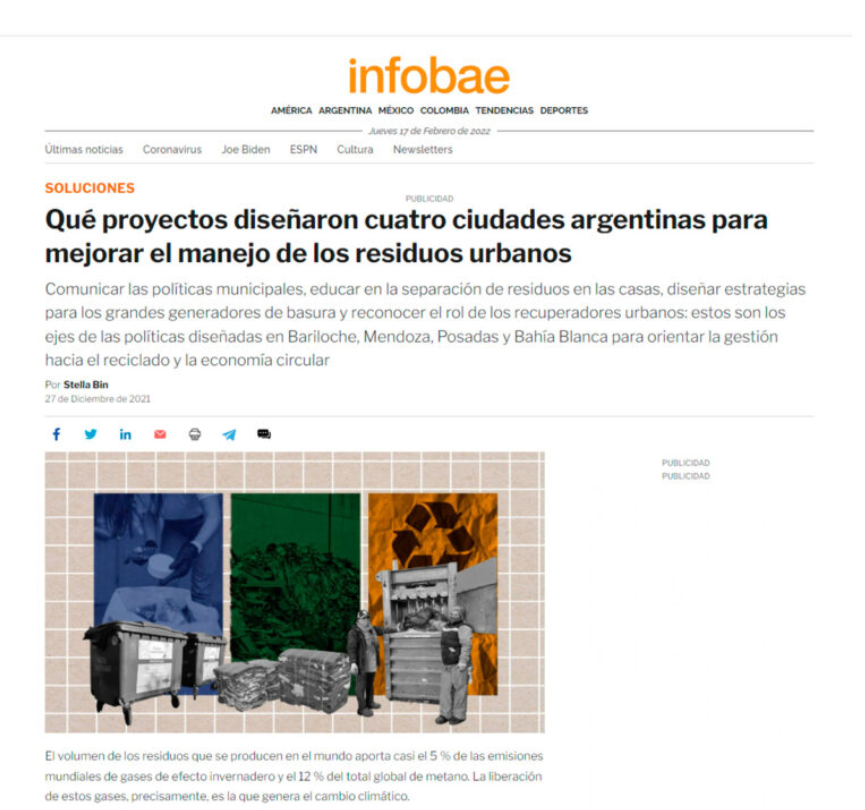 infobae
AMÉRICA ARGENTINA MÉXICO COLOMBIA TENDENCIAS DEPORTES
Jueves 17 de Febrero de 2022
Últimas noticias Coronavirus Joe Biden ESPN Cultura Newsletters
SOLUCIONES
PUBLICIDAD
Qué proyectos diseñaron cuatro ciudades argentinas para
mejorar el manejo de los residuos urbanos
Comunicar las políticas municipales, educar en la separación de residuos en las casas, diseñar estrategias
para los grandes generadores de basura y reconocer el rol de los recuperadores urbanos: estos son los
ejes de las políticas diseñadas en Bariloche, Mendoza, Posadas y Bahía Blanca para orientar la gestión
hacia el reciclado y la economía circular
Por Stella Bin
27 de Diciembre de 2021
PUBLICIDAD
PUBLICIDAD
El volumen de los residuos que se producen en el mundo aporta casi el 5 % de las emisiones
mundiales de gases de efecto invernadero y el 12 % del total global de metano. La liberación
de estos gases, precisamente, es la que genera el cambio climático.